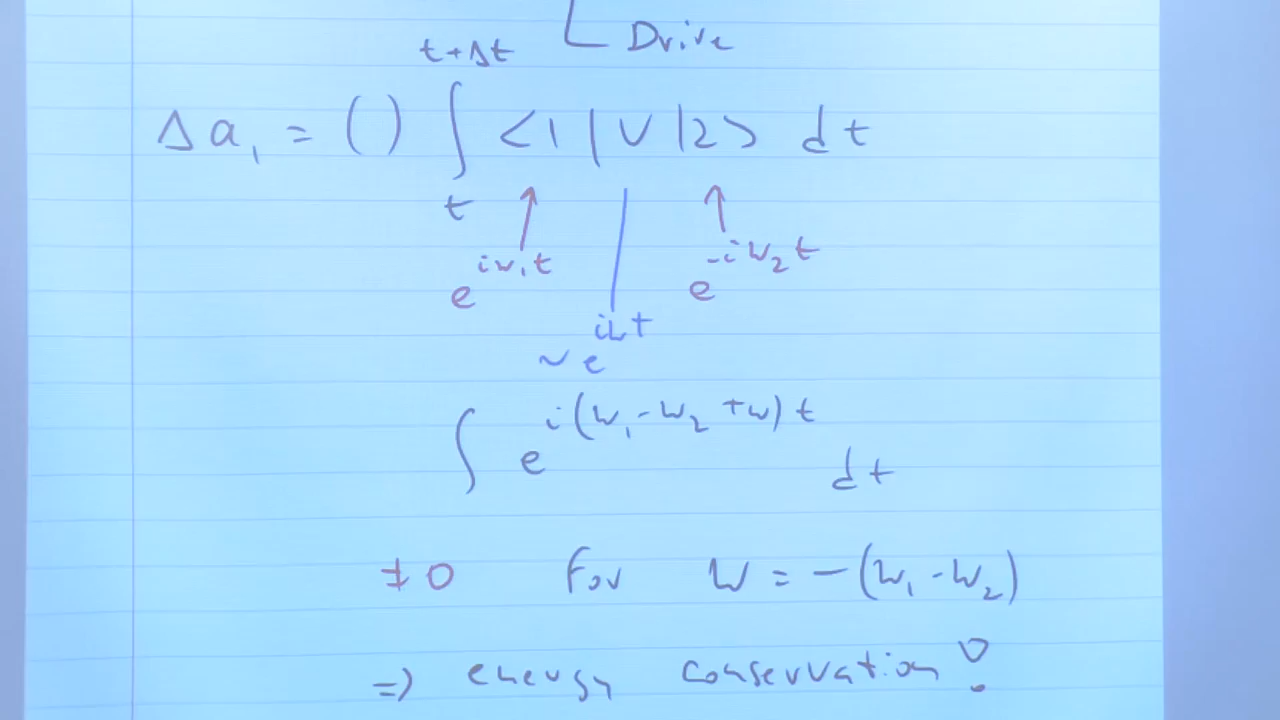 Drive
t+Δt
Δa₁ = () ∫ <1|V|2> dt
t
e^{iω₁t} e^{-iω₂t}
~ e^{iωt}
∫ e^{i(ω₁-ω₂+ω)t} dt
≠0 For ω = -(ω₁-ω₂)
=> energy conservation!